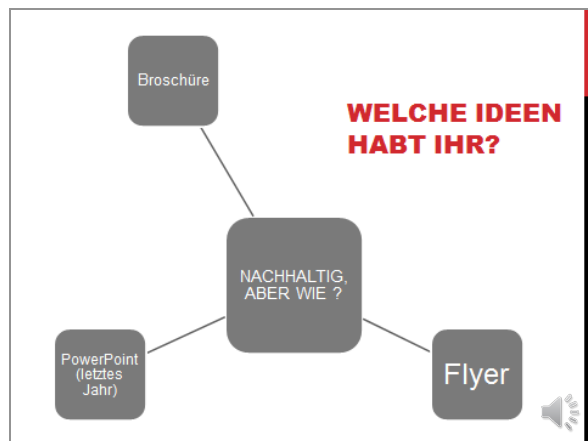 Broschüre
WELCHE IDEEN
HABT IHR?
NACHHALTIG,
ABER WIE ?
PowerPoint
(letztes
Jahr)
Flyer